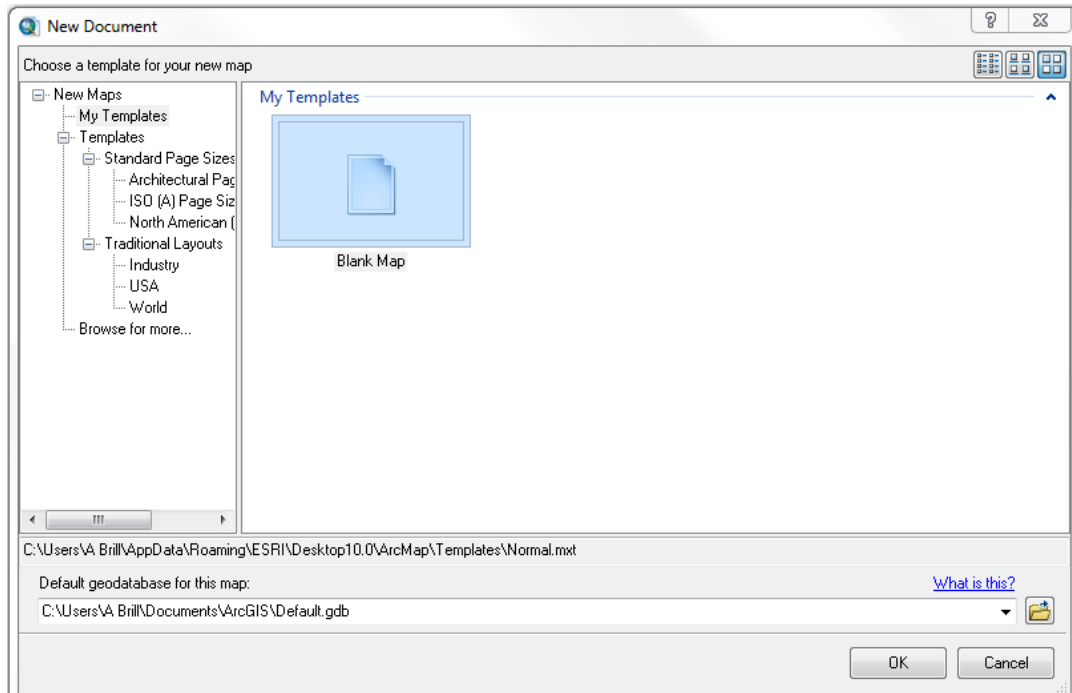 New Document
Choose a template for your new map
New Maps
My Templates
Templates
Standard Page Sizes
Architectural Pag
ISO (A) Page Siz
North American (
Traditional Layouts
Industry
USA
World
Browse for more...
My Templates
Blank Map
C:\Users\A Brill\AppData\Roaming\ESRI\Desktop10.0\ArcMap\Templates\Normal.mxt
Default geodatabase for this map:
What is this?
C:\Users\A Brill\Documents\ArcGIS\Default.gdb
OK
Cancel